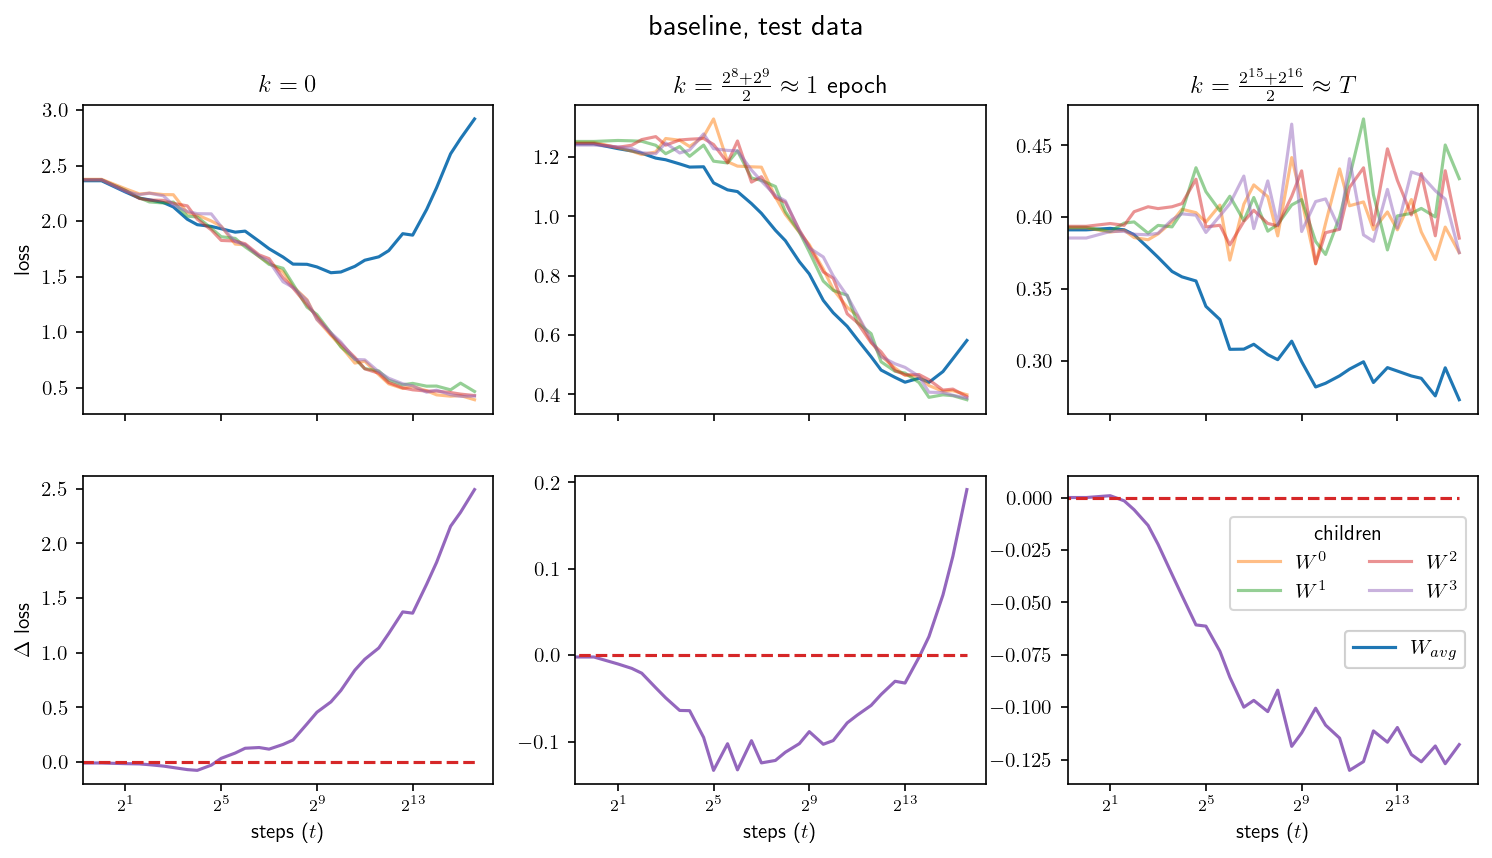 baseline, test data
k = 0
k = \frac{2^8+2^9}{2} ≈ 1 epoch
k = \frac{2^{15}+2^{16}}{2} ≈ T
loss
3.0
2.5
2.0
1.5
1.0
0.5
1.2
1.0
0.8
0.6
0.4
0.45
0.40
0.35
0.30
Δ loss
2.5
2.0
1.5
1.0
0.5
0.0
2^1 2^5 2^9 2^{13}
steps (t)
0.2
0.1
0.0
−0.1
2^1 2^5 2^9 2^{13}
steps (t)
0.000
−0.025
−0.050
−0.075
−0.100
−0.125
2^1 2^5 2^9 2^{13}
steps (t)
children
W^0 W^2
W^1 W^3
W_{avg}